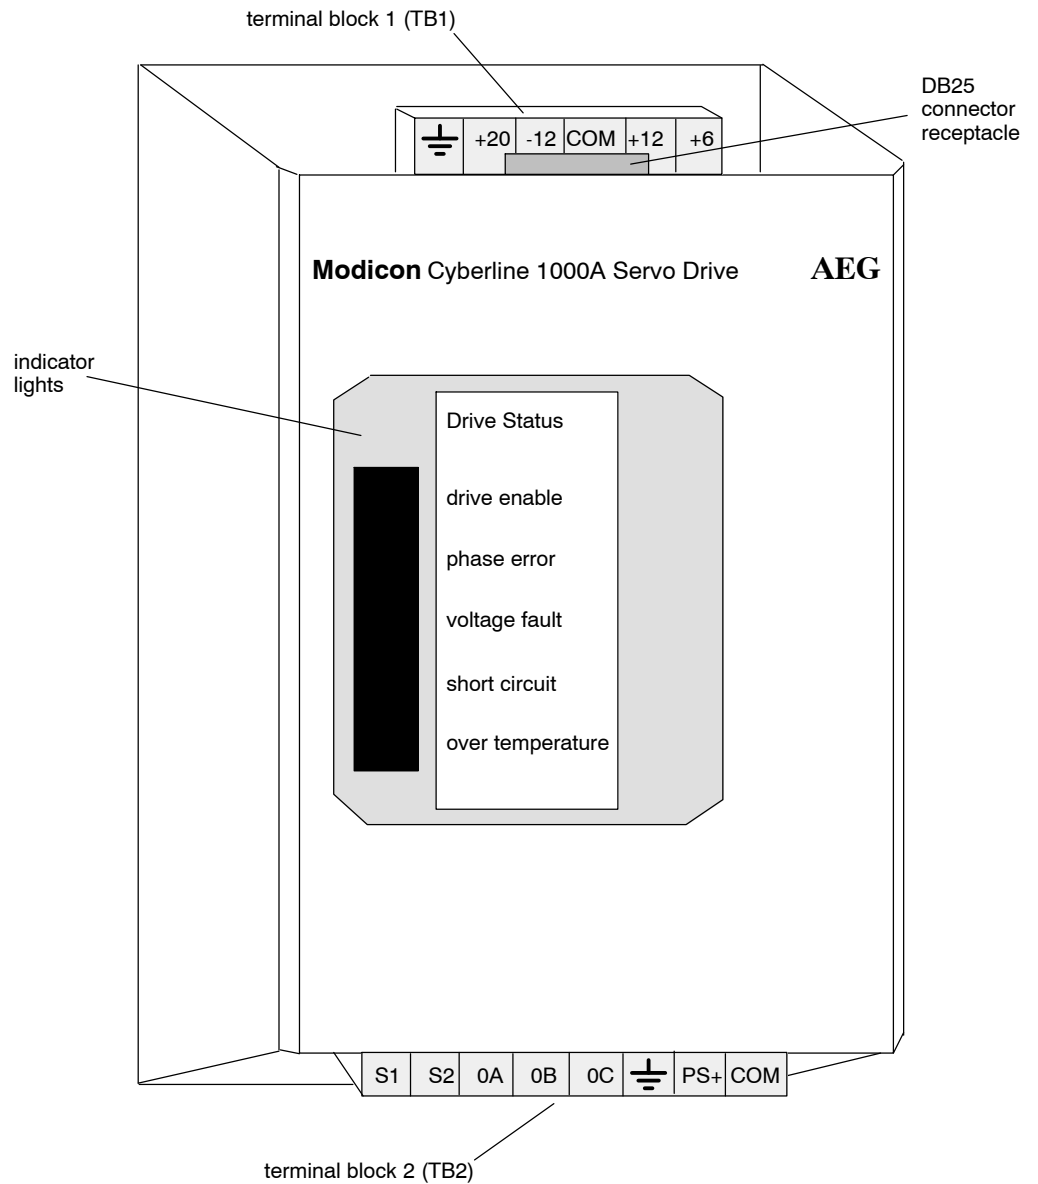 terminal block 1 (TB1)
DB25
connector
receptacle
+20 -12 COM +12 +6
Modicon Cyberline 1000A Servo Drive AEG
indicator
lights
Drive Status
drive enable
phase error
voltage fault
short circuit
over temperature
S1 S2 0A 0B 0C PS+ COM
terminal block 2 (TB2)